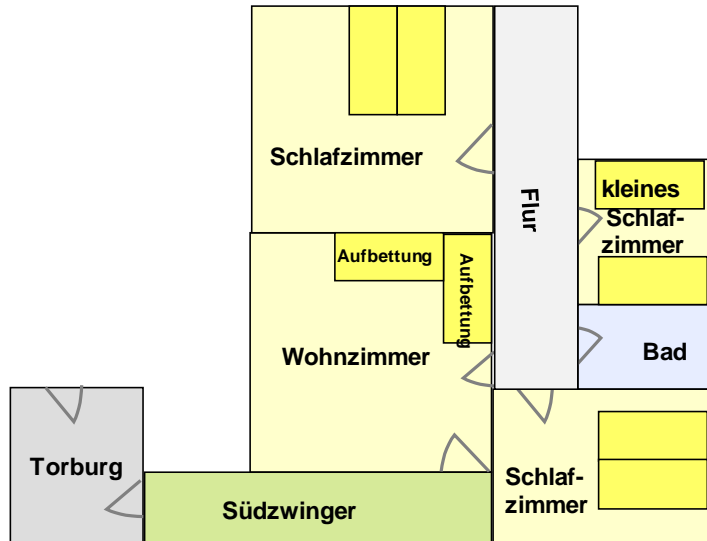 Schlafzimmer
Flur
kleines
Schlaf-
zimmer
Aufbettung
Aufbettung
Wohnzimmer
Bad
Torburg
Südzwinger
Schlaf-
zimmer